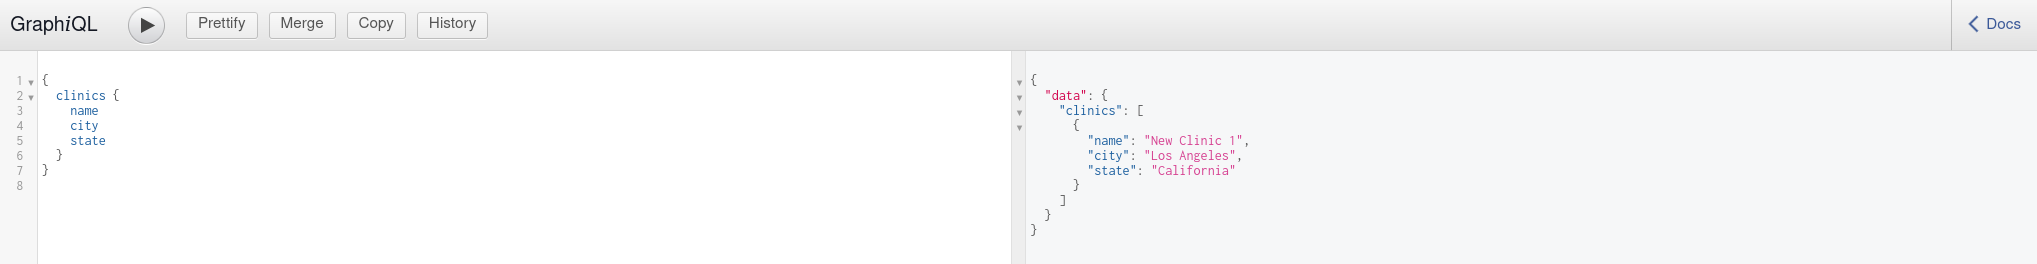 GraphiQL Prettify Merge Copy History Docs
1 {
2 clinics {
3 name
4 city
5 state
6 }
7 }
8
{
"data": {
"clinics": [
{
"name": "New Clinic 1",
"city": "Los Angeles",
"state": "California"
}
]
}
}